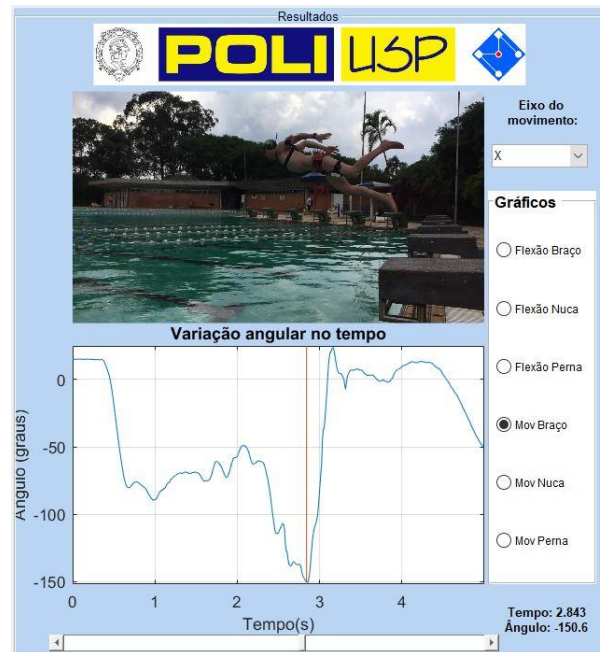 Resultados
POLI USP
Eixo do
movimento:
X
Gráficos
Flexão Braço
Flexão Nuca
Flexão Perna
Mov Braço
Mov Nuca
Mov Perna
Variação angular no tempo
Angulo (graus)
0
-50
-100
-150
0 1 2 3 4
Tempo(s)
Tempo: 2.843
Ângulo: -150.6